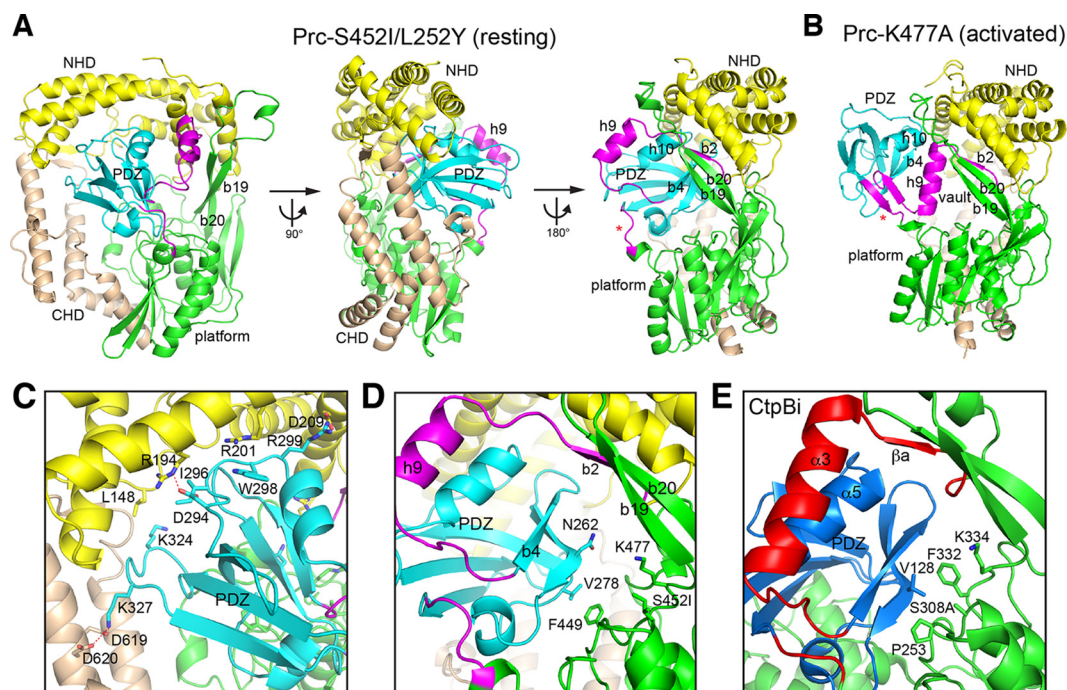 A
Prc-S452I/L252Y (resting)
NHD
PDZ
b19
b20
CHD
platform
90°
NHD
PDZ
CHD
180°
h9
h10
NHD
b2
PDZ
b4
b20
b19
*
platform
B
Prc-K477A (activated)
NHD
PDZ
h10
b4
b2
h9
vault
b20
b19
*
platform
C
D209
R201
R299
R194
I296
W298
L148
D294
K324
PDZ
K327
D619
D620
D
h9
b2
b20
b19
PDZ
N262
b4
K477
V278
S452I
F449
E
CtpBi
α3
βa
α5
PDZ
K334
F332
V128
S308A
P253